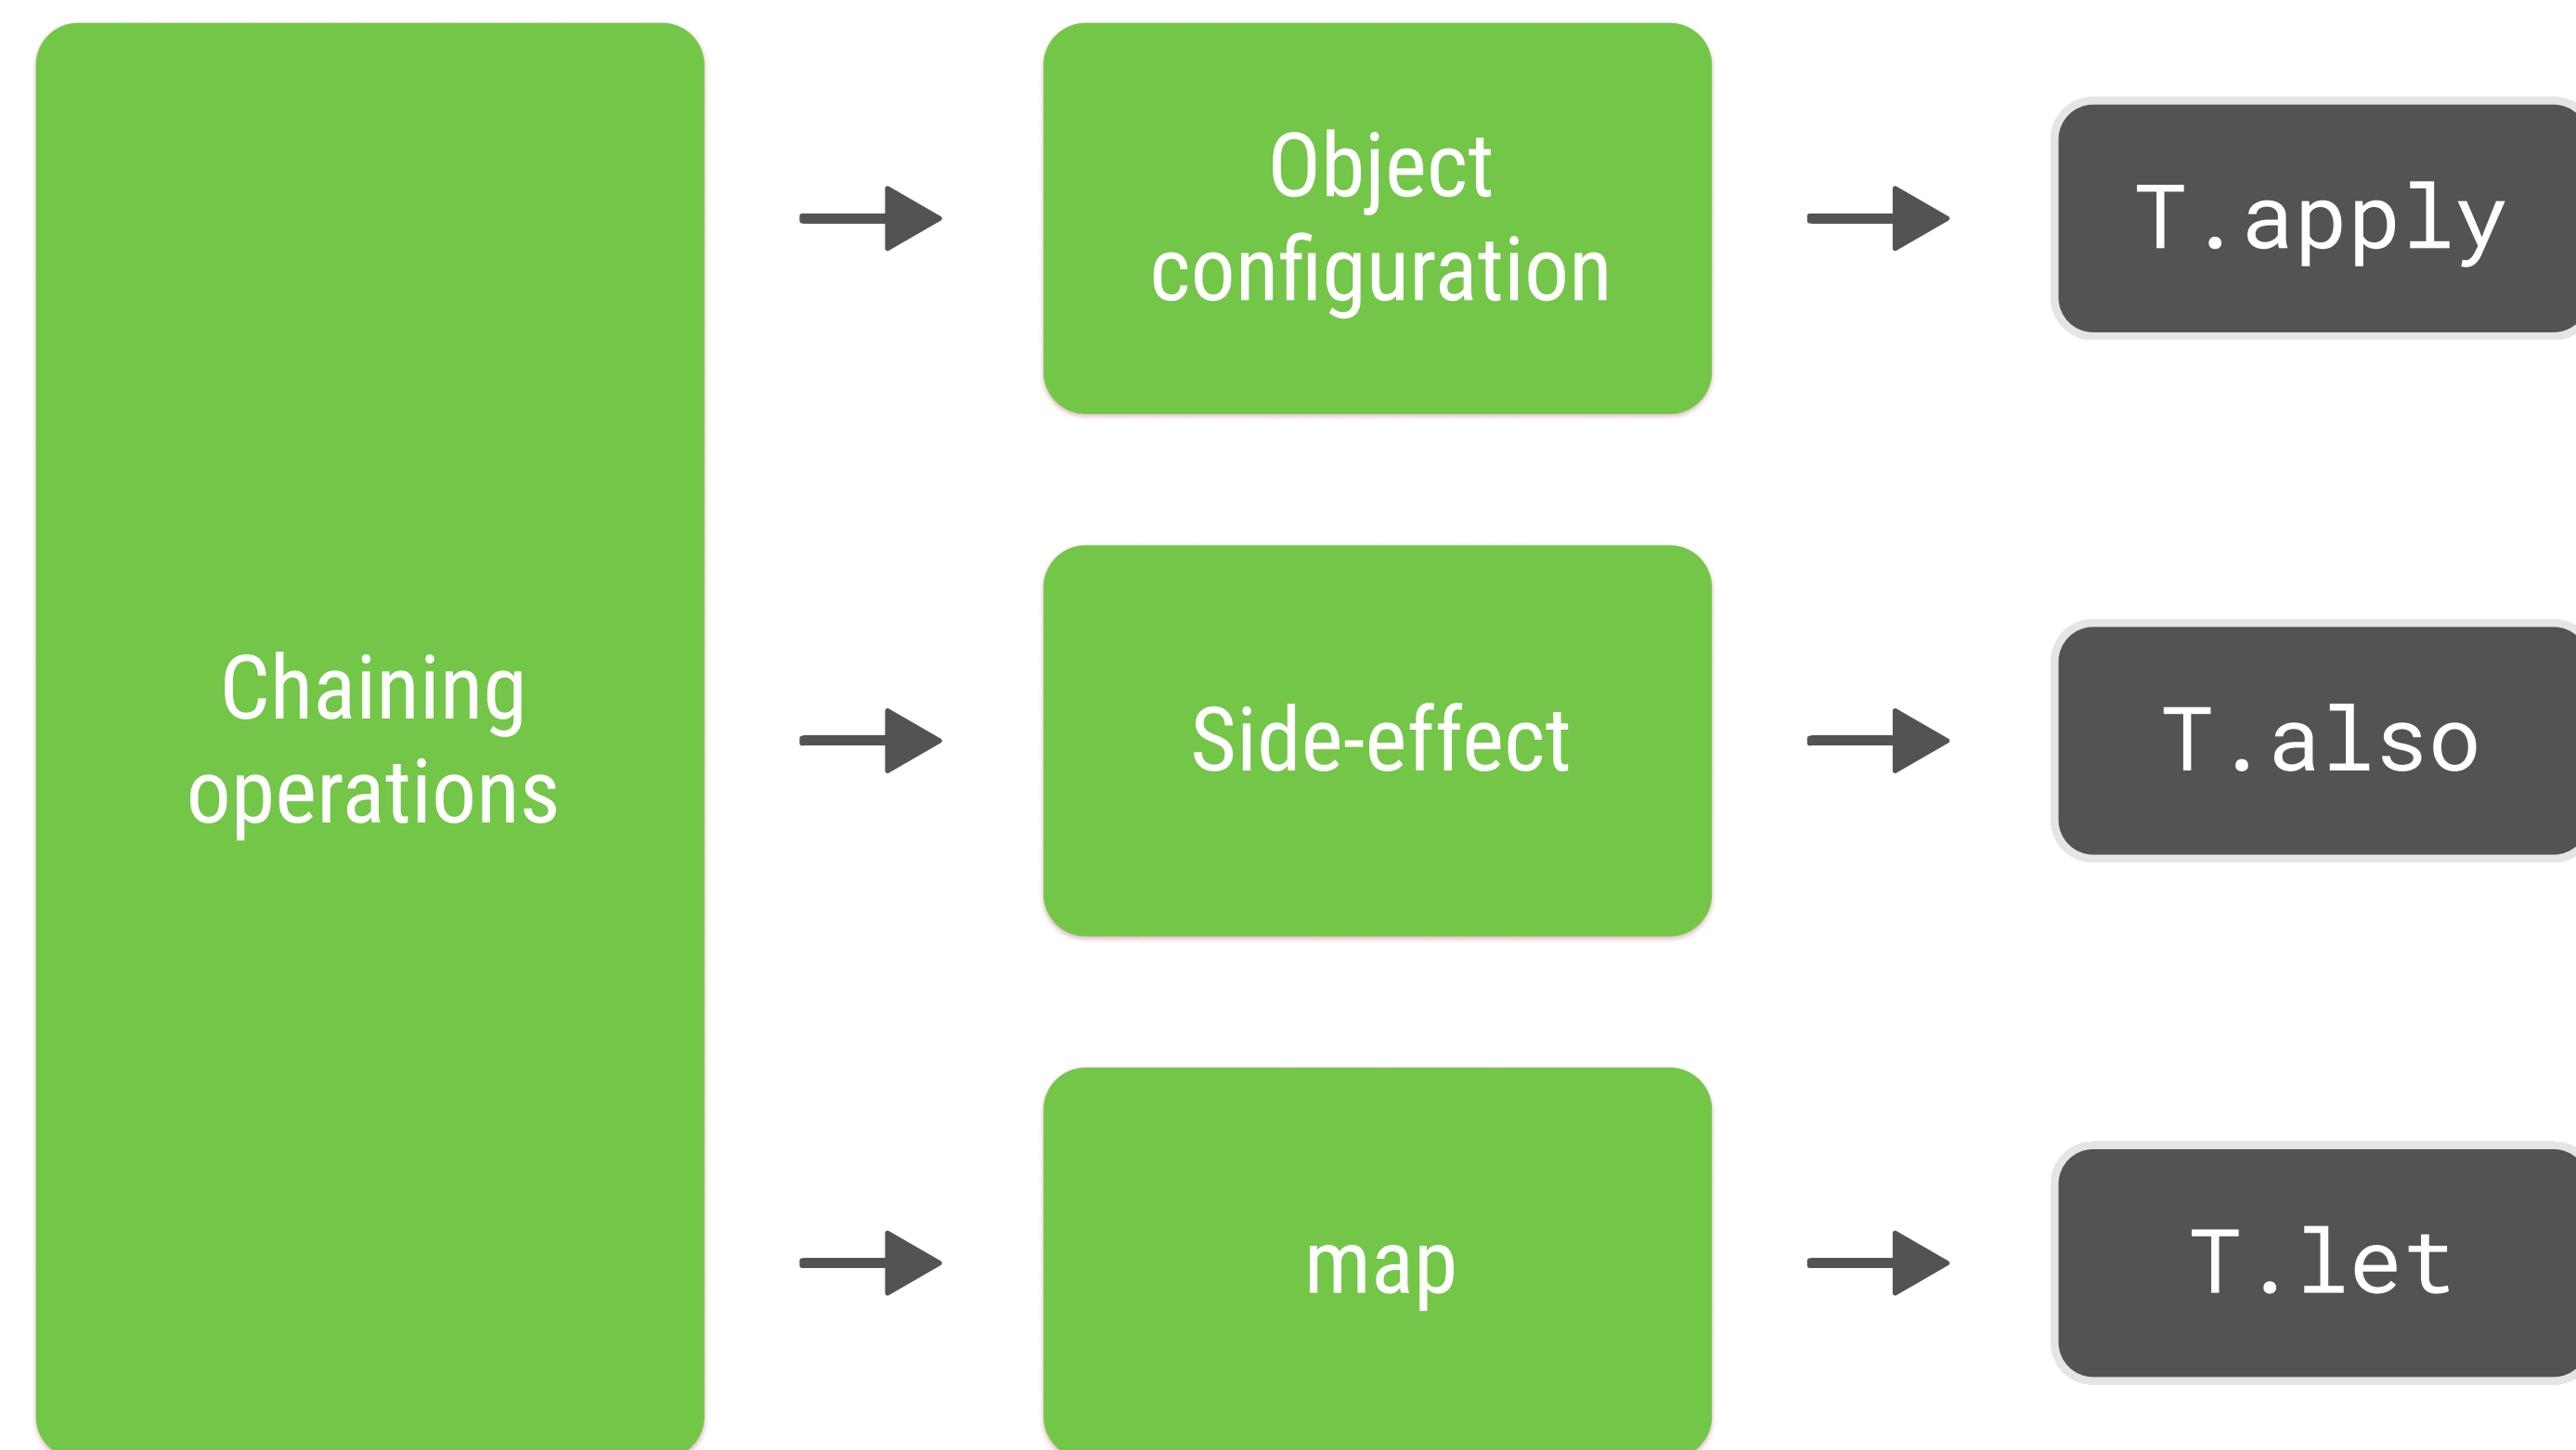 Chaining
operations
Object
configuration
T.apply
Side-effect
T.also
map
T.let